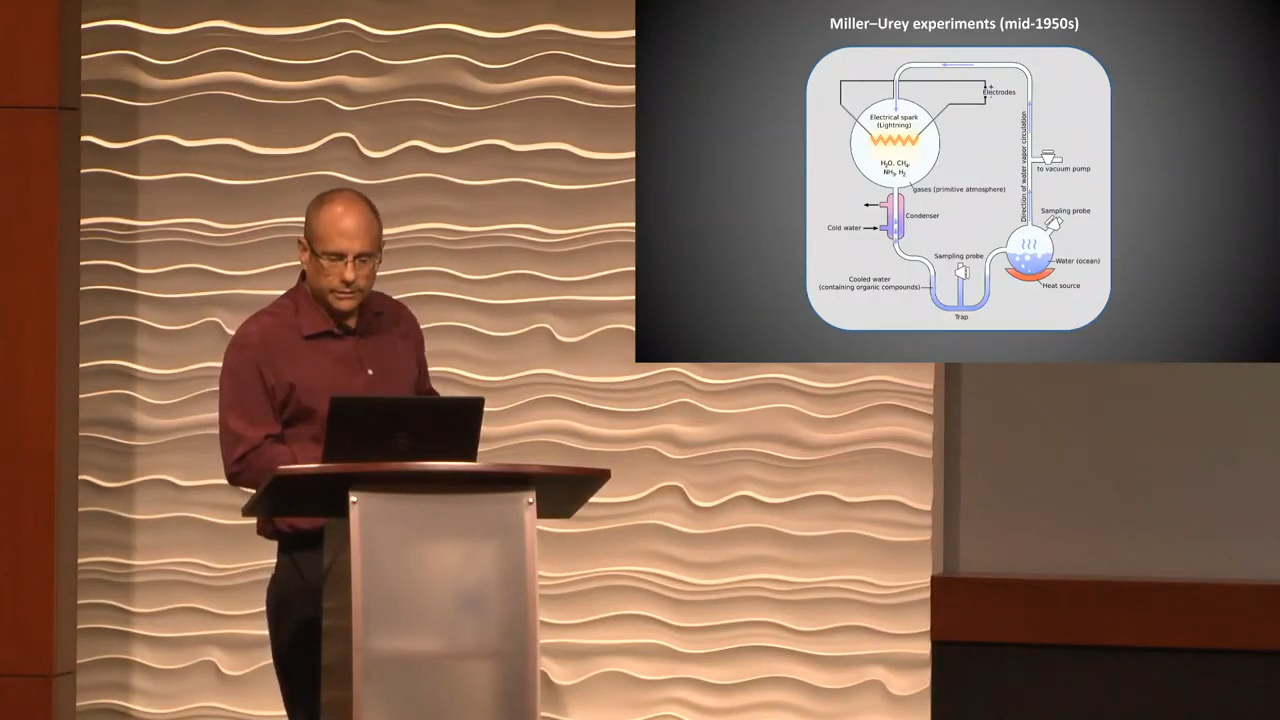 Miller–Urey experiments (mid-1950s)
+
Electrodes
-
Electrical spark
(Lightning)
H₂O, CH₄,
NH₃, H₂
gases (primitive atmosphere)
Direction of water vapor circulation
to vacuum pump
Condenser
Cold water
Sampling probe
Sampling probe
Water (ocean)
Cooled water
(containing organic compounds)
Heat source
Trap